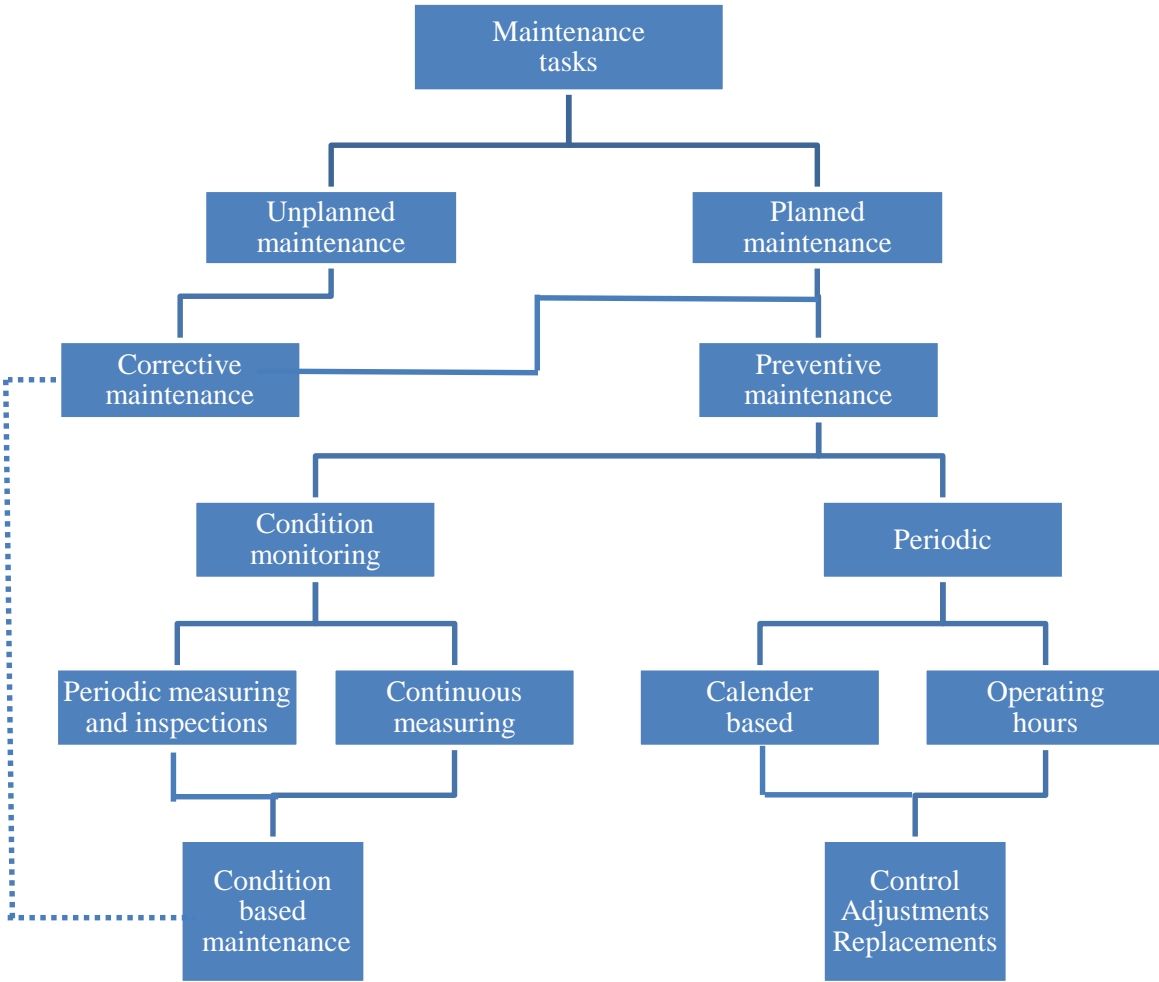 Maintenance
tasks
Unplanned
maintenance
Planned
maintenance
Corrective
maintenance
Preventive
maintenance
Condition
monitoring
Periodic
Periodic measuring
and inspections
Continuous
measuring
Calender
based
Operating
hours
Condition
based
maintenance
Control
Adjustments
Replacements